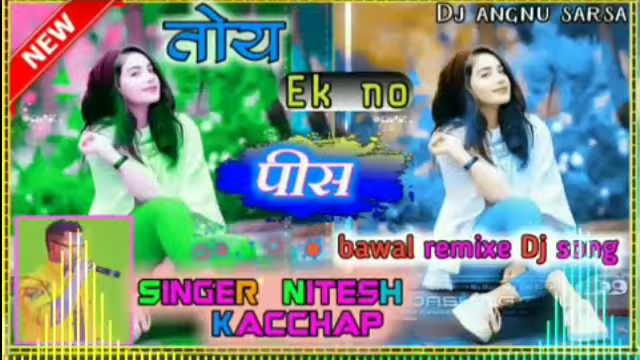 NEW
तोय
DJ ANGNU SARSA
Ek no
पीस
bawal remixe Dj song
SINGER NITESH
KACCHAP